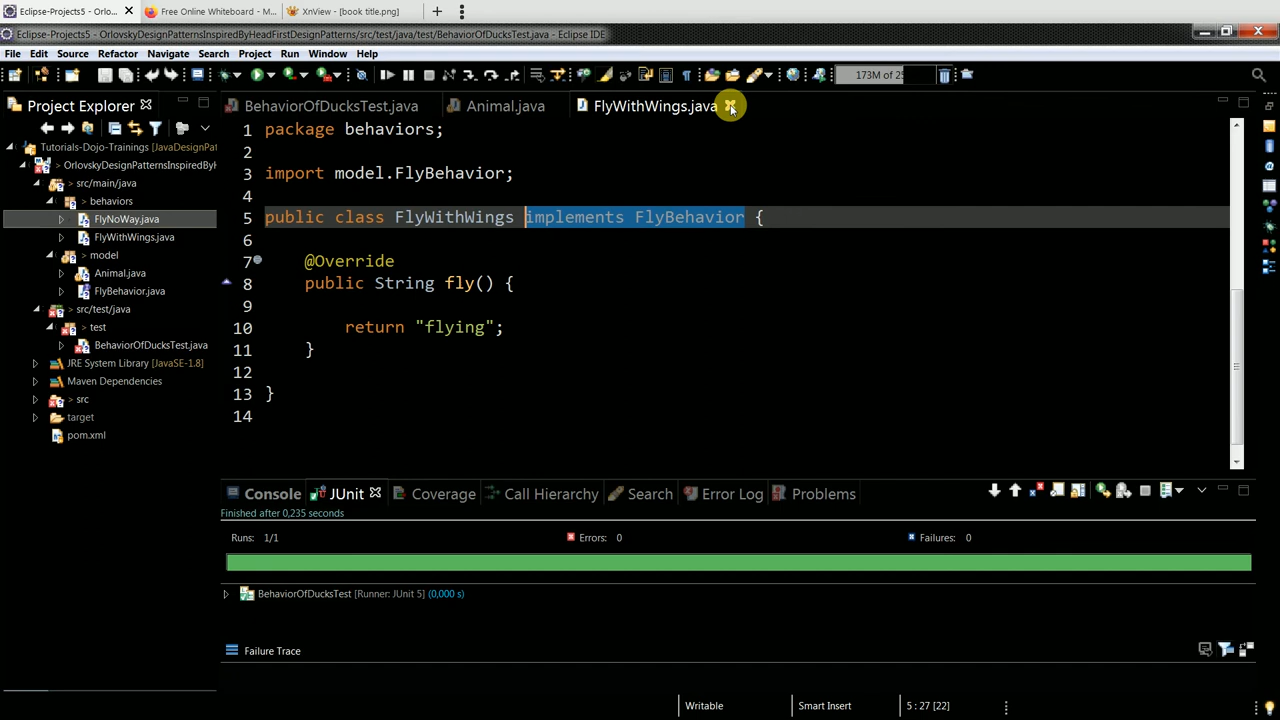 Eclipse-Projects5 - Orlo...
Free Online Whiteboard - M...
XnView - [book title.png]
Eclipse-Projects5 - OrlovskyDesignPatternsInspiredByHeadFirstDesignPatterns/src/test/java/test/BehaviorOfDucksTest.java - Eclipse IDE
File Edit Source Refactor Navigate Search Project Run Window Help
173M of 25
Project Explorer
BehaviorOfDucksTest.java
Animal.java
FlyWithWings.java
Tutorials-Dojo-Trainings [JavaDesignPat
> OrlovskyDesignPatternsInspiredByH
> src/main/java
> behaviors
FlyNoWay.java
FlyWithWings.java
> model
Animal.java
FlyBehavior.java
> src/test/java
> test
BehaviorOfDucksTest.java
JRE System Library [JavaSE-1.8]
Maven Dependencies
> src
target
pom.xml
1 package behaviors;
2
3 import model.FlyBehavior;
4
5 public class FlyWithWings implements FlyBehavior {
6
7 @Override
8 public String fly() {
9
10 return "flying";
11 }
12
13 }
14
Console JUnit Coverage Call Hierarchy Search Error Log Problems
Finished after 0,235 seconds
Runs: 1/1 Errors: 0 Failures: 0
BehaviorOfDucksTest [Runner: JUnit 5] (0,000 s)
Failure Trace
Writable Smart Insert 5 : 27 [22]